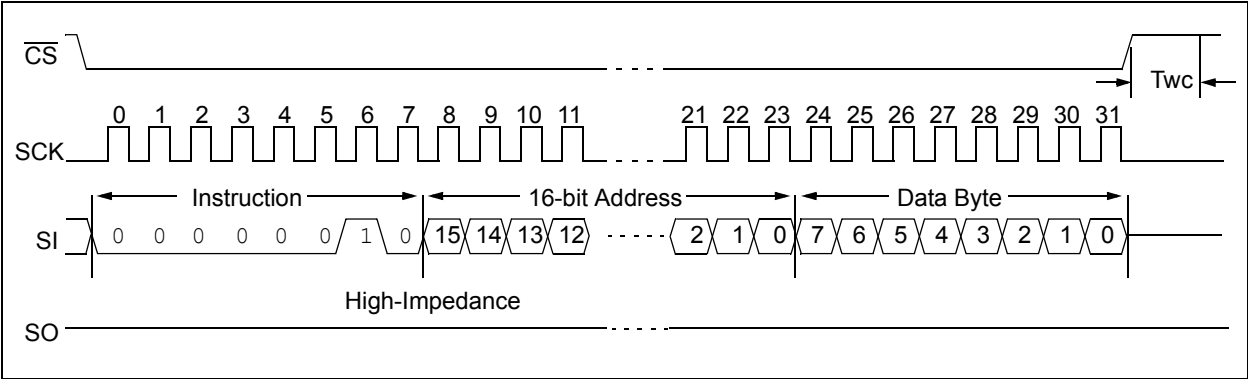 CS
Twc
0 1 2 3 4 5 6 7 8 9 10 11 21 22 23 24 25 26 27 28 29 30 31
SCK
Instruction 16-bit Address Data Byte
SI 0 0 0 0 0 0 1 0 15 14 13 12 2 1 0 7 6 5 4 3 2 1 0
High-Impedance
SO